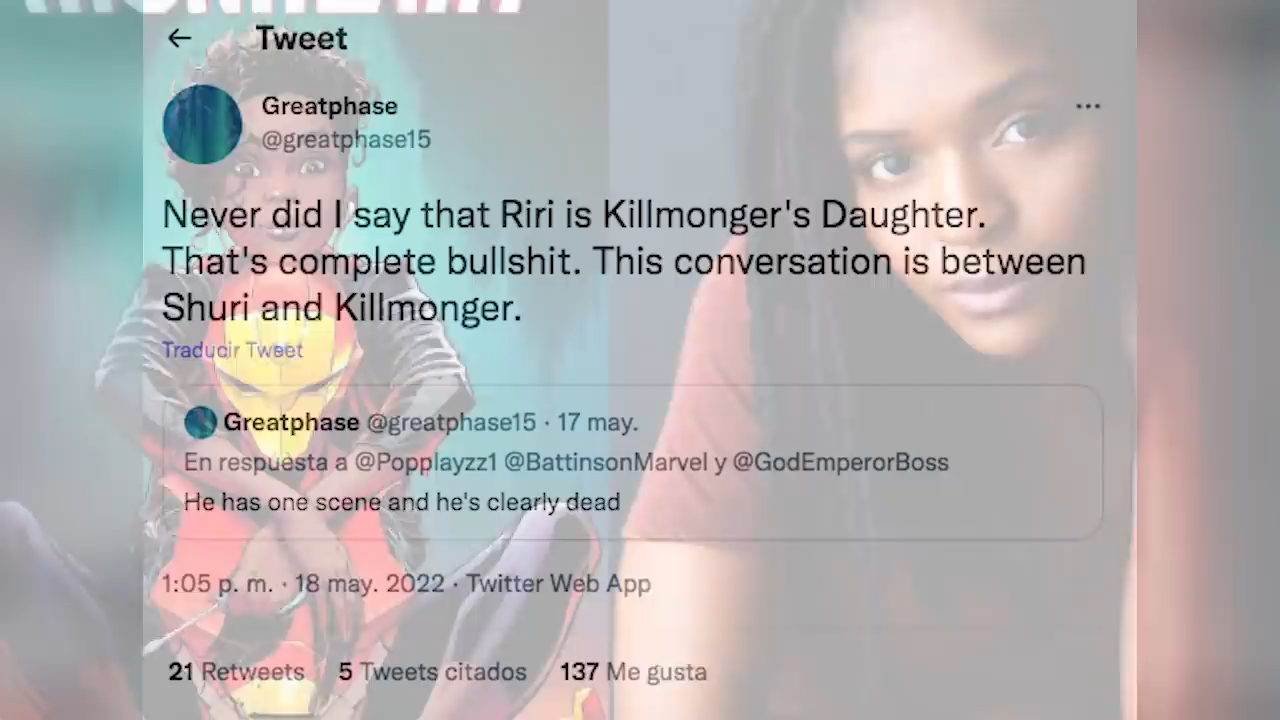 Tweet
Greatphase
@greatphase15
Never did I say that Riri is Killmonger's Daughter.
That's complete bullshit. This conversation is between
Shuri and Killmonger.
Traducir Tweet
Greatphase @greatphase15 · 17 may.
En respuesta a @Popplayzz1 @BattinsonMarvel y @GodEmperorBoss
He has one scene and he's clearly dead
1:05 p. m. · 18 may. 2022 · Twitter Web App
21 Retweets 5 Tweets citados 137 Me gusta